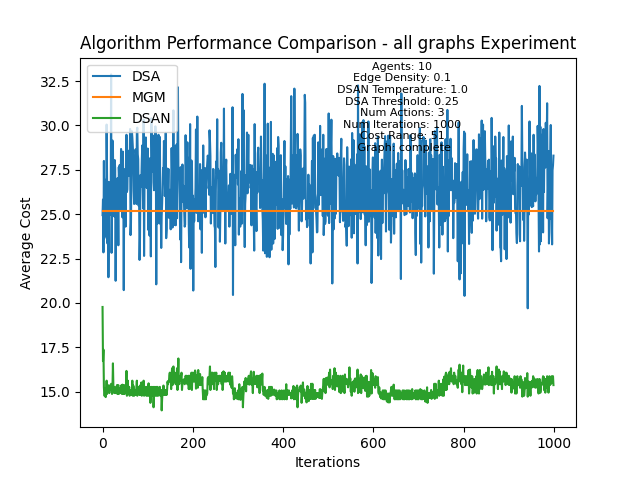 Algorithm Performance Comparison - all graphs Experiment
Agents: 10
Edge Density: 0.1
DSAN Temperature: 1.0
DSA Threshold: 0.25
Num Actions: 3
Num Iterations: 1000
Cost Range: 51
Graph: complete
DSA
MGM
DSAN
Average Cost
32.5
30.0
27.5
25.0
22.5
20.0
17.5
15.0
0
200
400
600
800
1000
Iterations